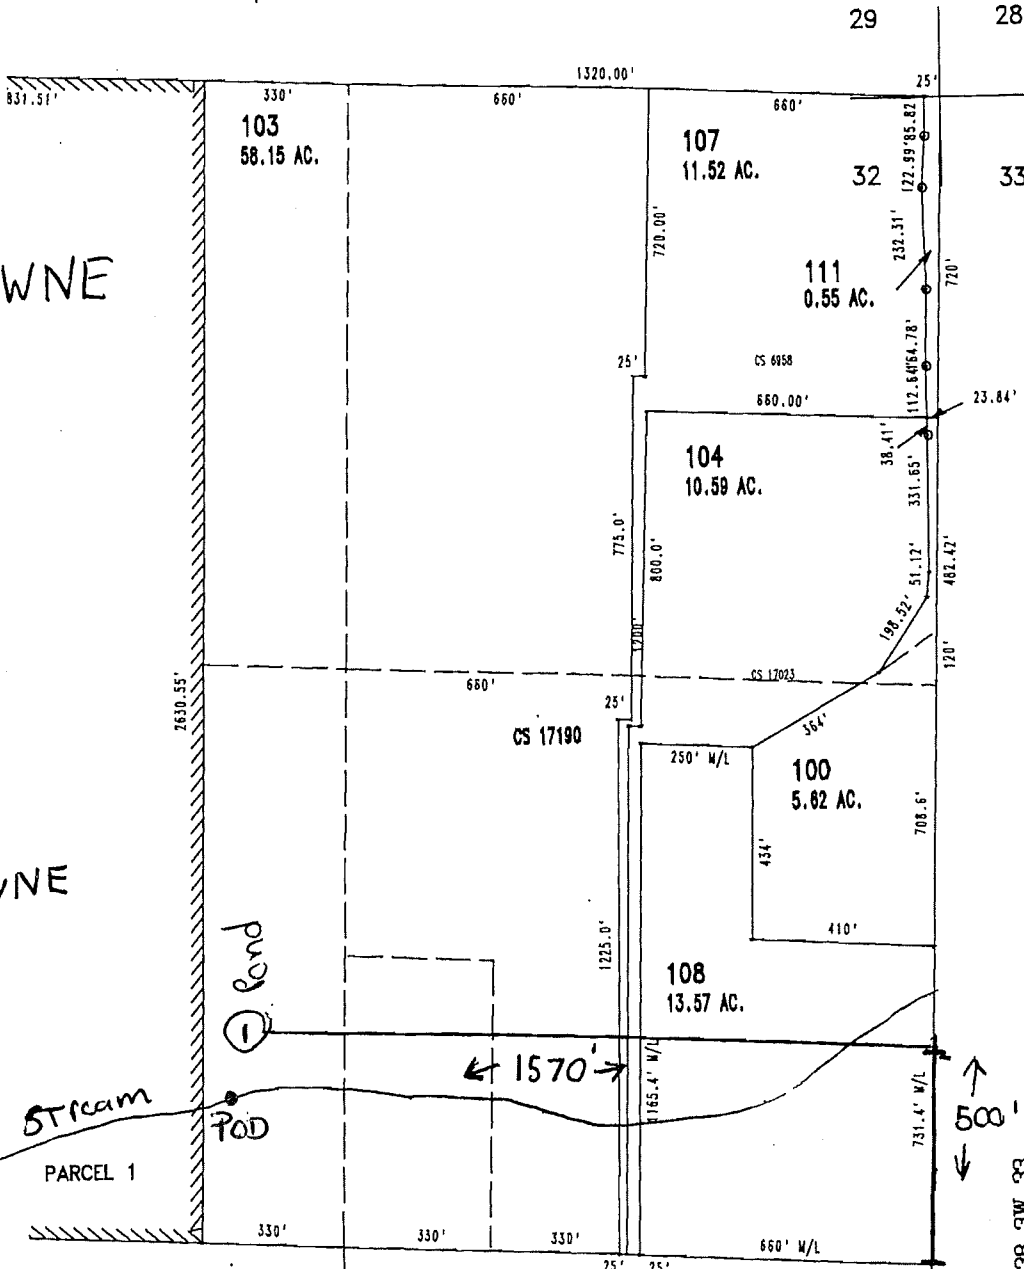 29
28
1320.00'
25'
831.51'
330'
660'
660'
103
58.15 AC.
107
11.52 AC.
85.82
122.99'
32
33
720.00'
232.31'
WNE
111
0.55 AC.
720'
25'
CS 6958
164.78'
112.64'
660.00'
23.84'
38.41'
104
10.59 AC.
331.65'
775.0'
800.0'
51.12'
482.42'
198.52'
1200'
120'
CS 17023
660'
2630.55'
25'
CS 17190
364'
250' M/L
100
5.62 AC.
708.6'
434'
WNE
410'
1225.0'
Pond
108
13.57 AC.
1
1570'
1165.4' M/L
731.4' M/L
500'
Stream
POD
PARCEL 1
330'
330'
330'
660' M/L
25'
25'